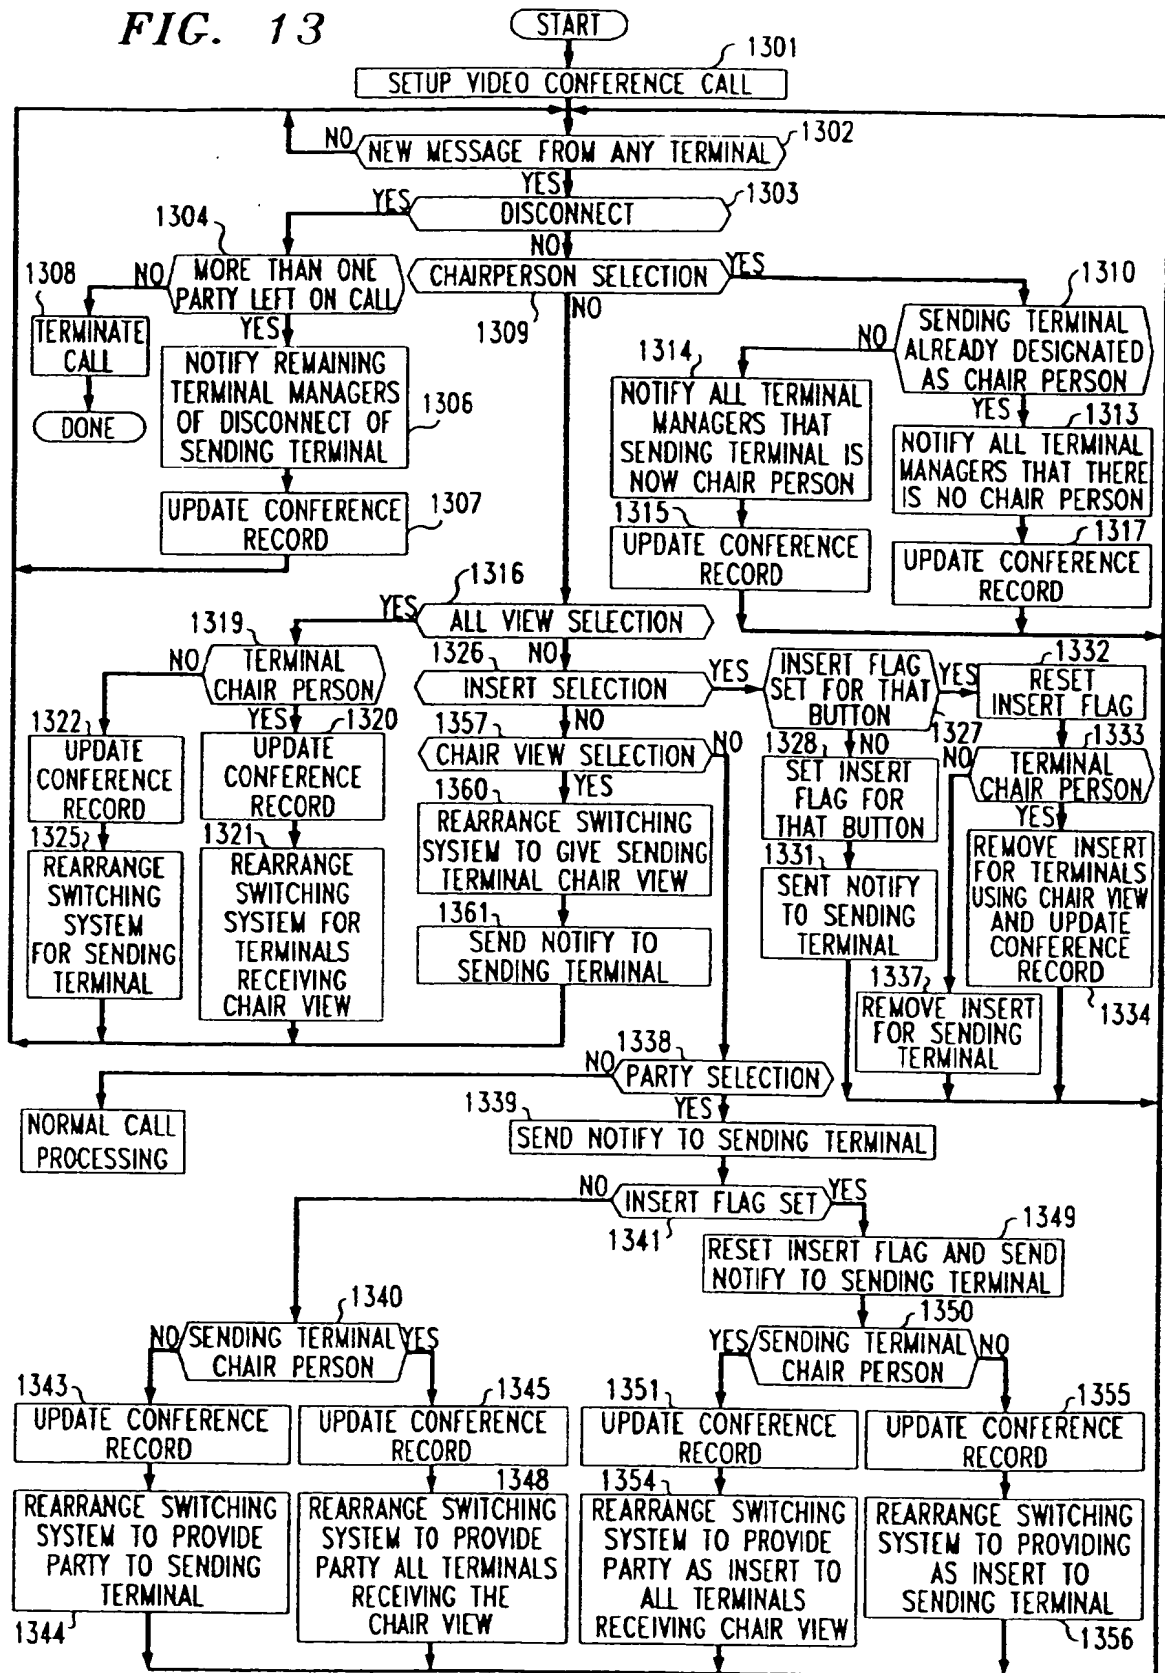 FIG. 13
START
1301
SETUP VIDEO CONFERENCE CALL
NO
NEW MESSAGE FROM ANY TERMINAL
1302
YES
1303
YES
DISCONNECT
1304
NO
NO
MORE THAN ONE
PARTY LEFT ON CALL
CHAIRPERSON SELECTION
YES
1308
TERMINATE
CALL
DONE
YES
1309
NO
1310
SENDING TERMINAL
ALREADY DESIGNATED
AS CHAIR PERSON
NO
1314
NOTIFY REMAINING
TERMINAL MANAGERS
OF DISCONNECT OF
SENDING TERMINAL
1306
NOTIFY ALL TERMINAL
MANAGERS THAT
SENDING TERMINAL IS
NOW CHAIR PERSON
YES
1313
NOTIFY ALL TERMINAL
MANAGERS THAT THERE
IS NO CHAIR PERSON
UPDATE CONFERENCE
RECORD
1307
1315
UPDATE CONFERENCE
RECORD
1317
UPDATE CONFERENCE
RECORD
1316
YES
ALL VIEW SELECTION
1319
NO
TERMINAL
CHAIR PERSON
1326
NO
INSERT SELECTION
YES
INSERT FLAG
SET FOR THAT
BUTTON
1327
YES
1332
RESET
INSERT FLAG
1322
UPDATE
CONFERENCE
RECORD
YES
1320
UPDATE
CONFERENCE
RECORD
1357
NO
CHAIR VIEW SELECTION
NO
1328
NO
SET INSERT
FLAG FOR
THAT BUTTON
1333
NO
TERMINAL
CHAIR PERSON
1325
REARRANGE
SWITCHING
SYSTEM
FOR SENDING
TERMINAL
1321
REARRANGE
SWITCHING
SYSTEM FOR
TERMINALS
RECEIVING
CHAIR VIEW
1360
YES
REARRANGE SWITCHING
SYSTEM TO GIVE SENDING
TERMINAL CHAIR VIEW
1361
SEND NOTIFY TO
SENDING TERMINAL
1331
SENT NOTIFY
TO SENDING
TERMINAL
YES
REMOVE INSERT
FOR TERMINALS
USING CHAIR VIEW
AND UPDATE
CONFERENCE
RECORD
1334
1337
REMOVE INSERT
FOR SENDING
TERMINAL
1338
NO
PARTY SELECTION
NORMAL CALL
PROCESSING
1339
YES
SEND NOTIFY TO SENDING TERMINAL
NO
INSERT FLAG SET
YES
1341
1349
RESET INSERT FLAG AND SEND
NOTIFY TO SENDING TERMINAL
1340
NO
SENDING TERMINAL
CHAIR PERSON
YES
1350
YES
SENDING TERMINAL
CHAIR PERSON
NO
1343
UPDATE CONFERENCE
RECORD
1345
UPDATE CONFERENCE
RECORD
1351
UPDATE CONFERENCE
RECORD
1355
UPDATE CONFERENCE
RECORD
REARRANGE SWITCHING
SYSTEM TO PROVIDE
PARTY TO SENDING
TERMINAL
1344
1348
REARRANGE SWITCHING
SYSTEM TO PROVIDE
PARTY ALL TERMINALS
RECEIVING THE
CHAIR VIEW
1354
REARRANGE SWITCHING
SYSTEM TO PROVIDE
PARTY AS INSERT TO
ALL TERMINALS
RECEIVING CHAIR VIEW
REARRANGE SWITCHING
SYSTEM TO PROVIDING
AS INSERT TO
SENDING TERMINAL
1356